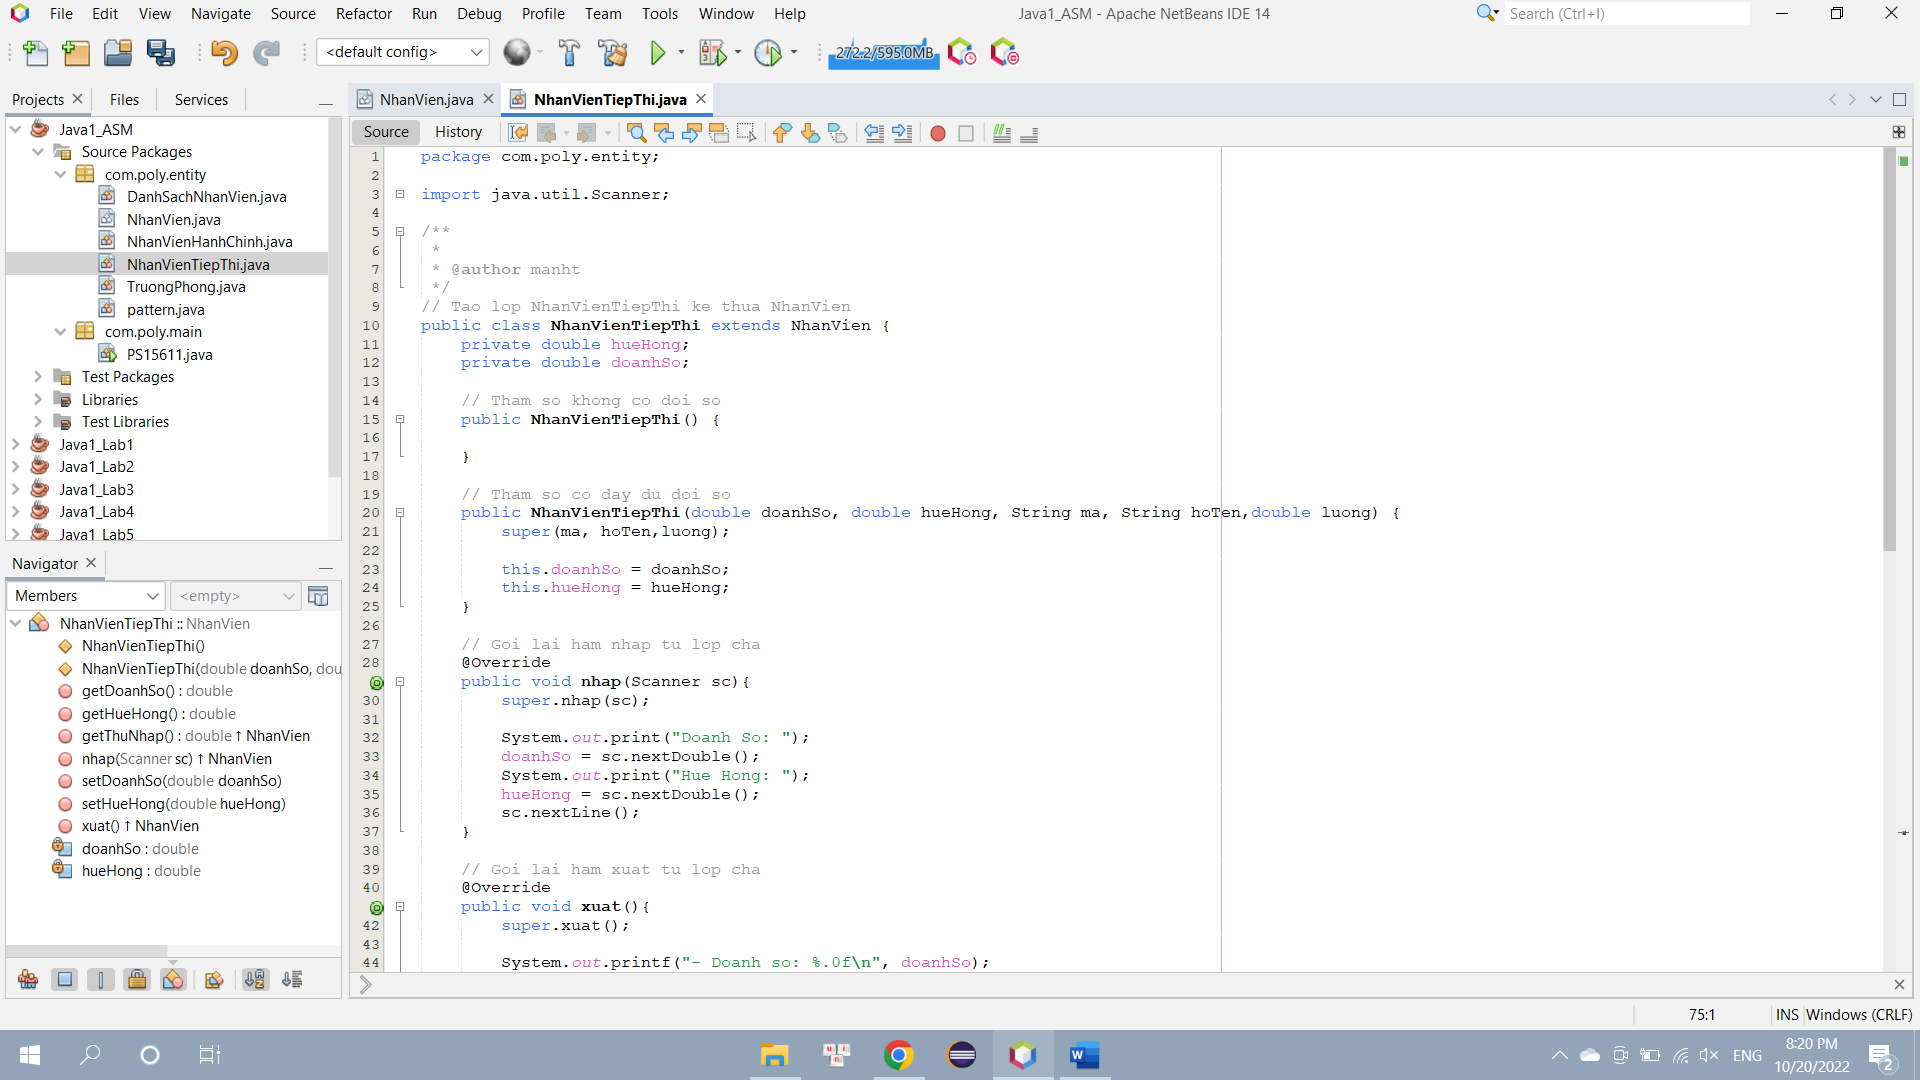 File Edit View Navigate Source Refactor Run Debug Profile Team Tools Window Help
Java1_ASM - Apache NetBeans IDE 14
Search (Ctrl+I)
<default config>
272.2/595.0MB
Projects Files Services
NhanVien.java NhanVienTiepThi.java
Source History
Java1_ASM
Source Packages
com.poly.entity
DanhSachNhanVien.java
NhanVien.java
NhanVienHanhChinh.java
NhanVienTiepThi.java
TruongPhong.java
pattern.java
com.poly.main
PS15611.java
Test Packages
Libraries
Test Libraries
Java1_Lab1
Java1_Lab2
Java1_Lab3
Java1_Lab4
Java1_Lab5
Navigator
Members <empty>
NhanVienTiepThi :: NhanVien
NhanVienTiepThi()
NhanVienTiepThi(double doanhSo, dou
getDoanhSo() : double
getHueHong() : double
getThuNhap() : double ↑ NhanVien
nhap(Scanner sc) ↑ NhanVien
setDoanhSo(double doanhSo)
setHueHong(double hueHong)
xuat() ↑ NhanVien
doanhSo : double
hueHong : double
1 package com.poly.entity;
2
3 import java.util.Scanner;
4
5 /**
6 *
7 * @author manht
8 */
9 // Tao lop NhanVienTiepThi ke thua NhanVien
10 public class NhanVienTiepThi extends NhanVien {
11 private double hueHong;
12 private double doanhSo;
13
14 // Tham so khong co doi so
15 public NhanVienTiepThi() {
16
17 }
18
19 // Tham so co day du doi so
20 public NhanVienTiepThi(double doanhSo, double hueHong, String ma, String hoTen,double luong) {
21 super(ma, hoTen,luong);
22
23 this.doanhSo = doanhSo;
24 this.hueHong = hueHong;
25 }
26
27 // Goi lai ham nhap tu lop cha
28 @Override
public void nhap(Scanner sc){
30 super.nhap(sc);
31
32 System.out.print("Doanh So: ");
33 doanhSo = sc.nextDouble();
34 System.out.print("Hue Hong: ");
35 hueHong = sc.nextDouble();
36 sc.nextLine();
37 }
38
39 // Goi lai ham xuat tu lop cha
40 @Override
public void xuat(){
42 super.xuat();
43
44 System.out.printf("- Doanh so: %.0f\n", doanhSo);
75:1 INS Windows (CRLF)
ENG
8:20 PM
10/20/2022
2